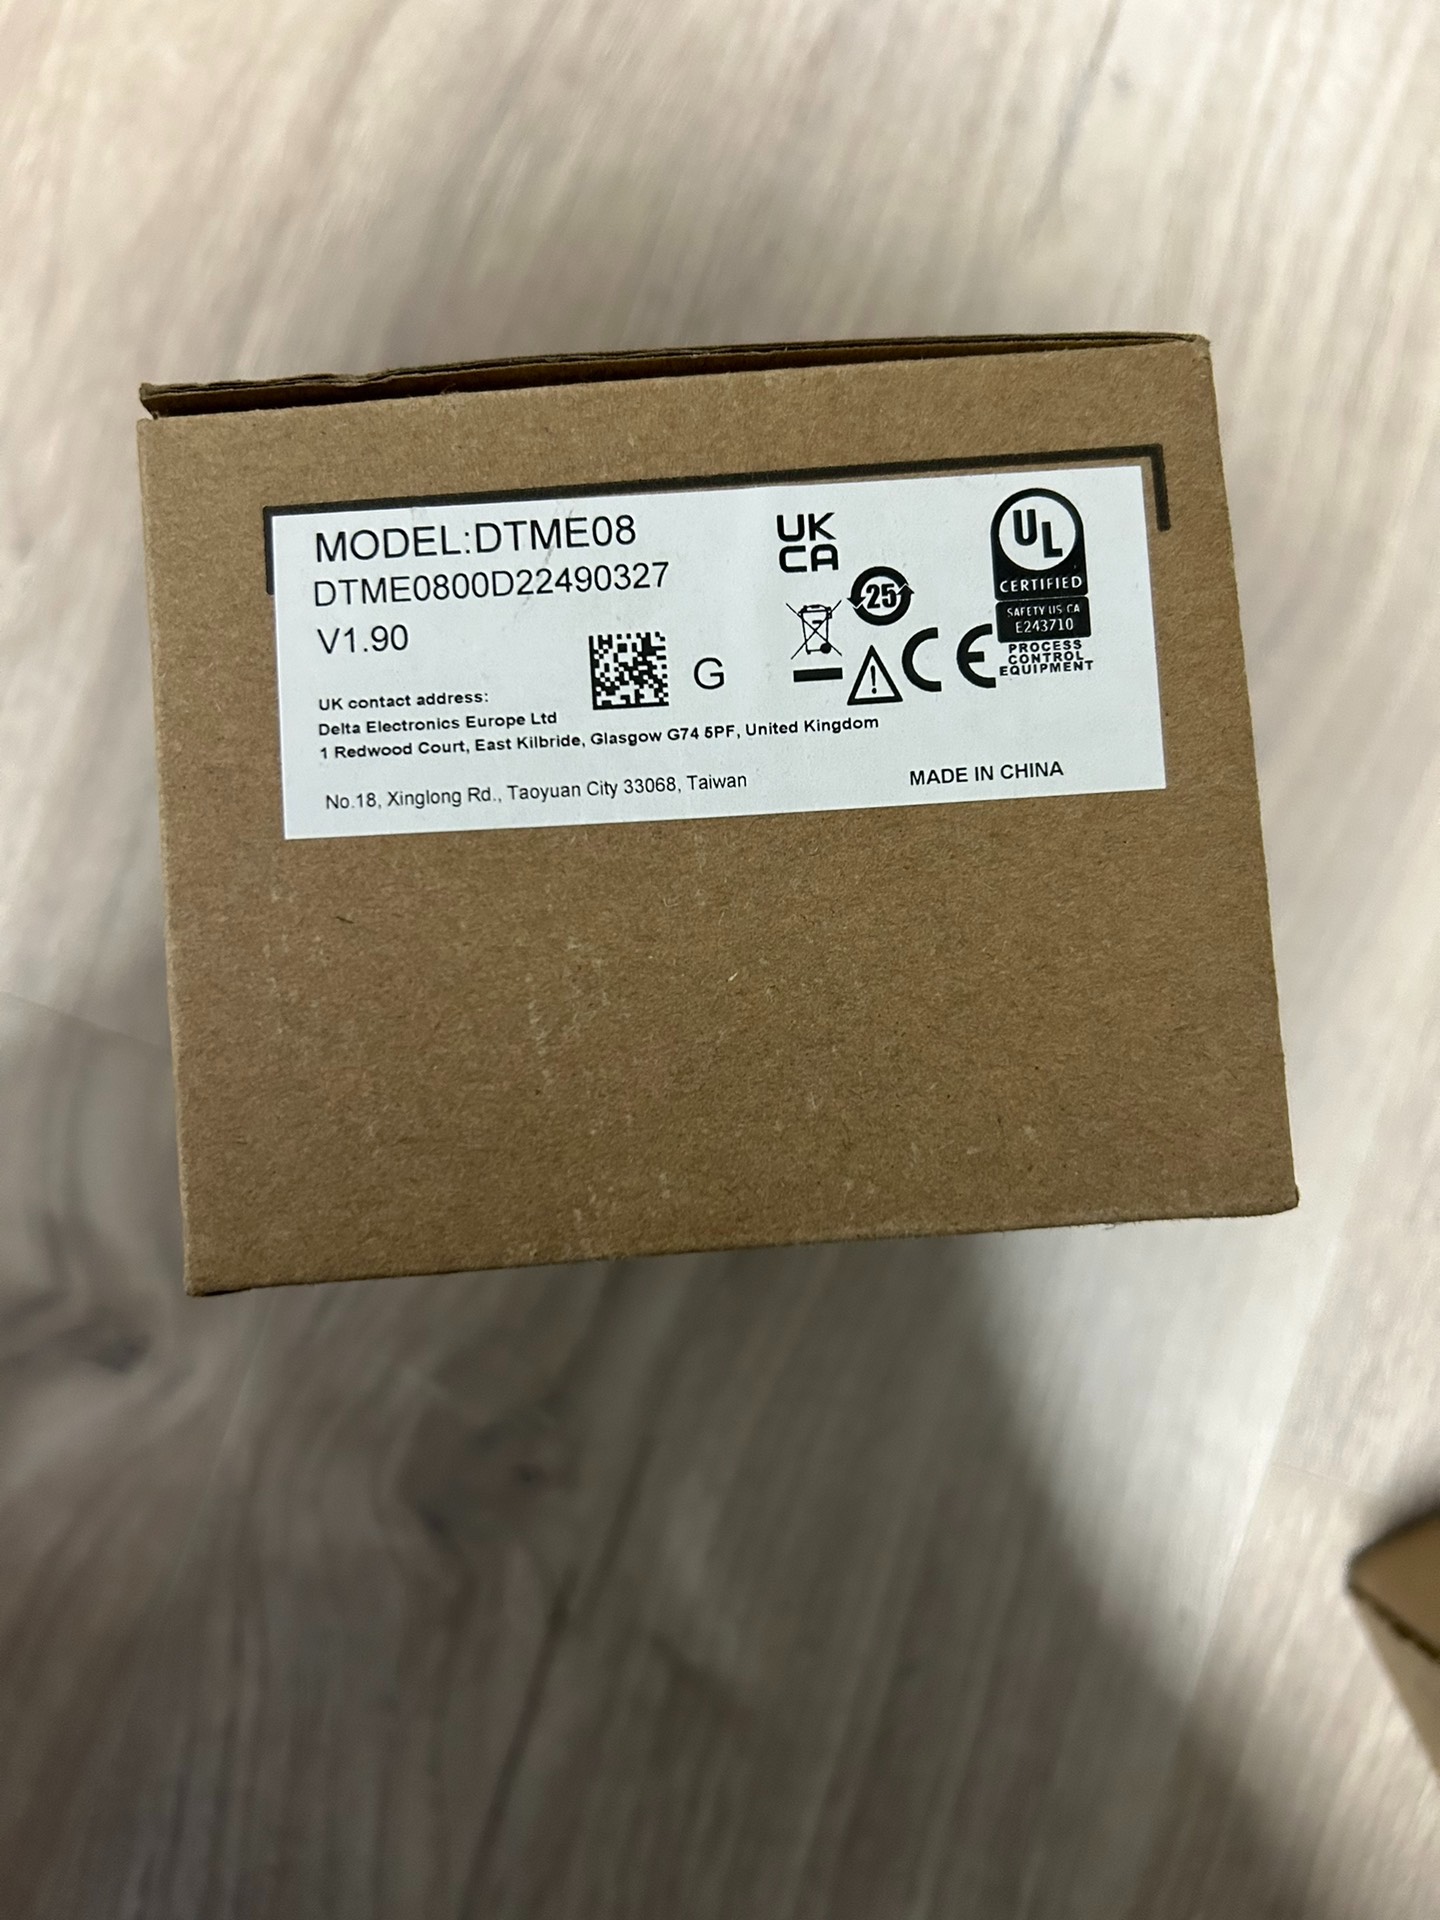 MODEL:DTME08
DTME0800D22490327
V1.90
G
UK
CA
25
UL
CERTIFIED
SAFETY US CA
E243710
PROCESS
CONTROL
EQUIPMENT
CE
UK contact address:
Delta Electronics Europe Ltd
1 Redwood Court, East Kilbride, Glasgow G74 5PF, United Kingdom
No.18, Xinglong Rd., Taoyuan City 33068, Taiwan
MADE IN CHINA